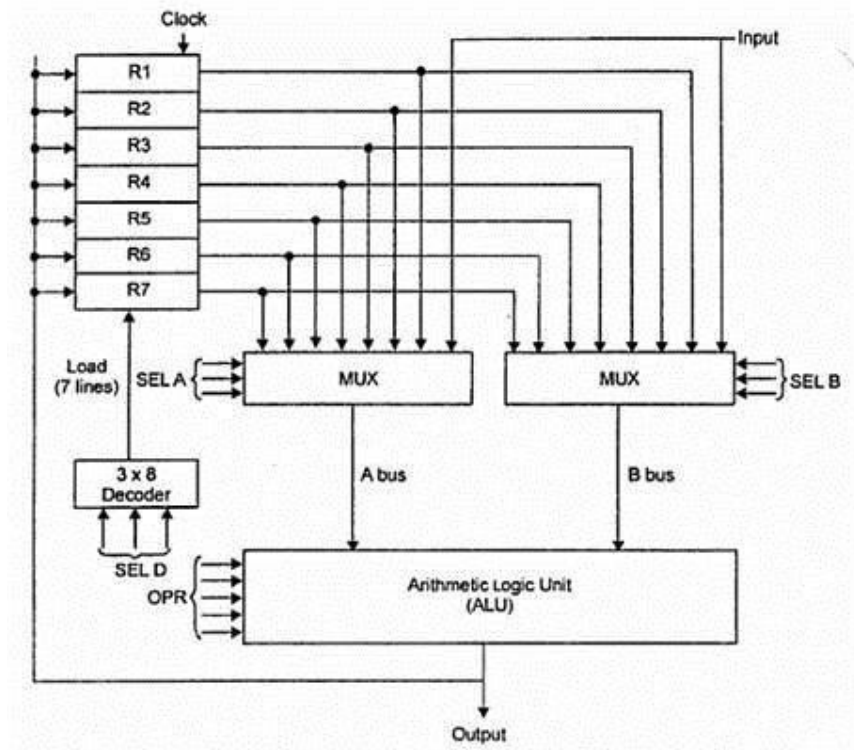 Clock
Input
R1
R2
R3
R4
R5
R6
R7
Load
(7 lines)
SEL A
MUX
MUX
SEL B
3 x 8
Decoder
A bus
B bus
SEL D
OPR
Arithmetic Logic Unit
(ALU)
Output